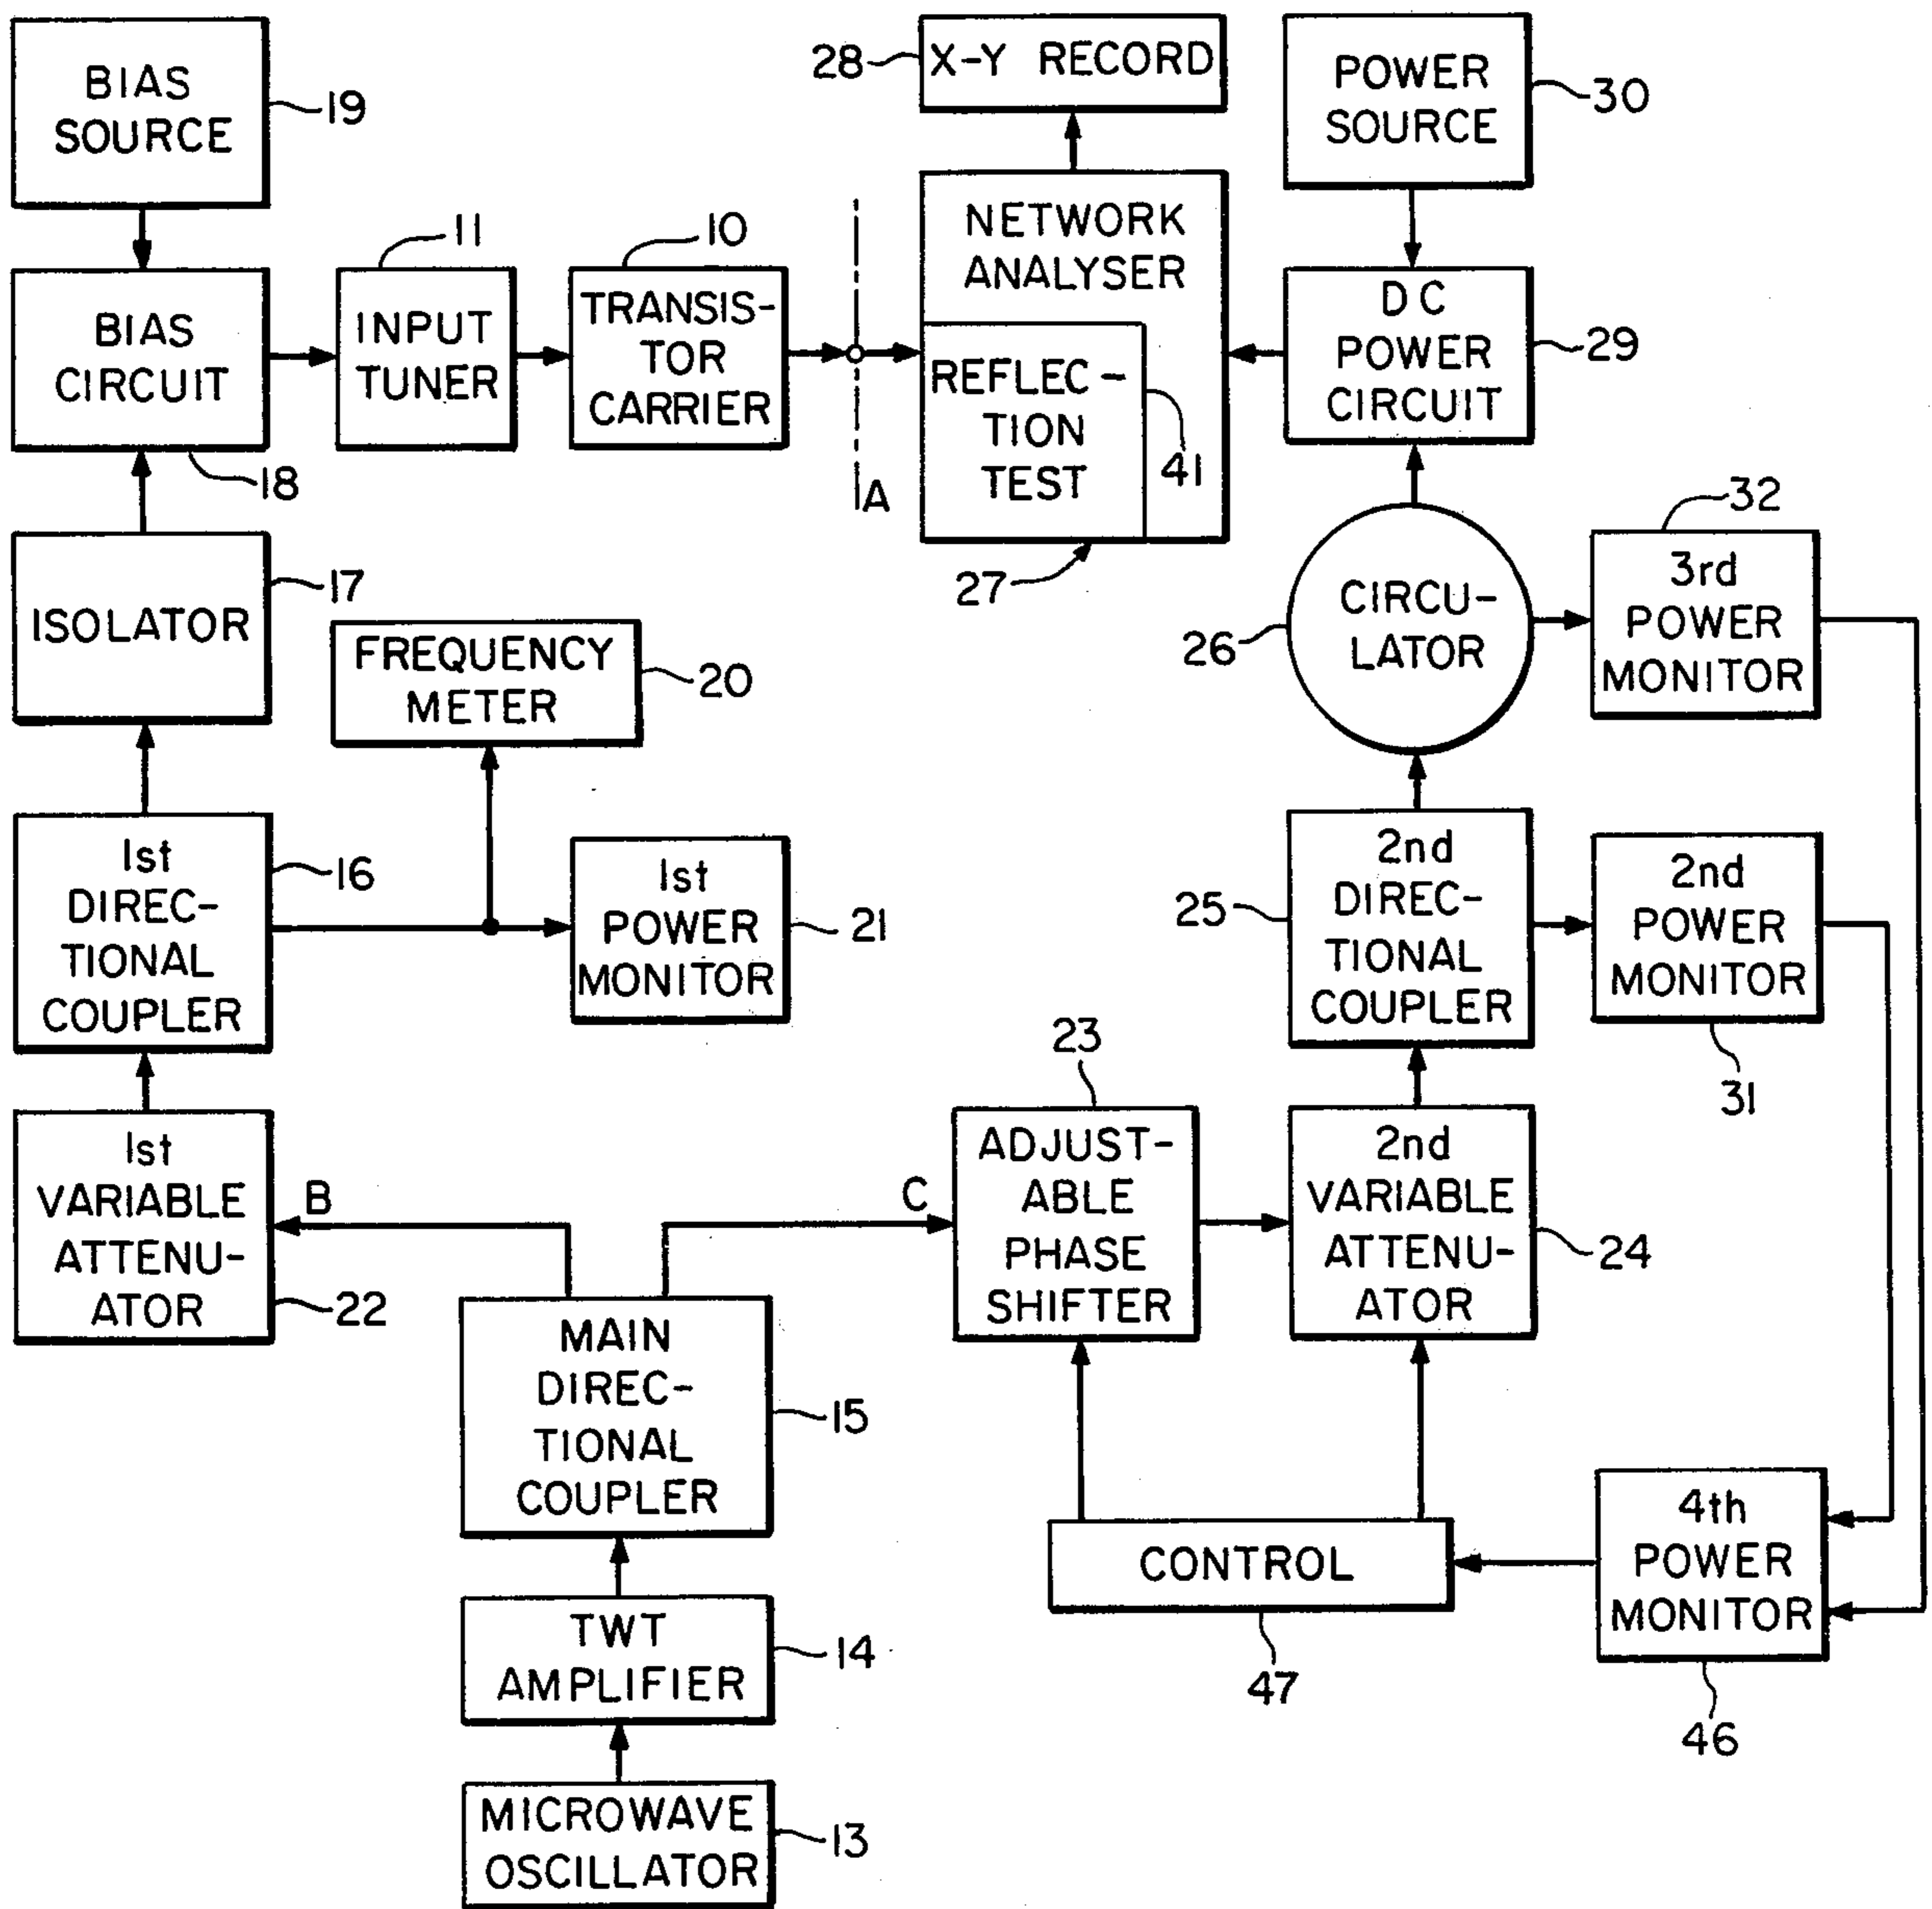 BIAS
SOURCE
19
28
X-Y RECORD
POWER
SOURCE
30
BIAS
CIRCUIT
18
11
INPUT
TUNER
10
TRANSIS-
TOR
CARRIER
A
NETWORK
ANALYSER
REFLEC-
TION
TEST
41
27
DC
POWER
CIRCUIT
29
ISOLATOR
17
FREQUENCY
METER
20
26
CIRCU-
LATOR
32
3rd
POWER
MONITOR
1st
DIREC-
TIONAL
COUPLER
16
1st
POWER
MONITOR
21
25
2nd
DIREC-
TIONAL
COUPLER
2nd
POWER
MONITOR
31
1st
VARIABLE
ATTENU-
ATOR
22
B
C
23
ADJUST-
ABLE
PHASE
SHIFTER
2nd
VARIABLE
ATTENU-
ATOR
24
MAIN
DIREC-
TIONAL
COUPLER
15
CONTROL
47
4th
POWER
MONITOR
46
TWT
AMPLIFIER
14
MICROWAVE
OSCILLATOR
13